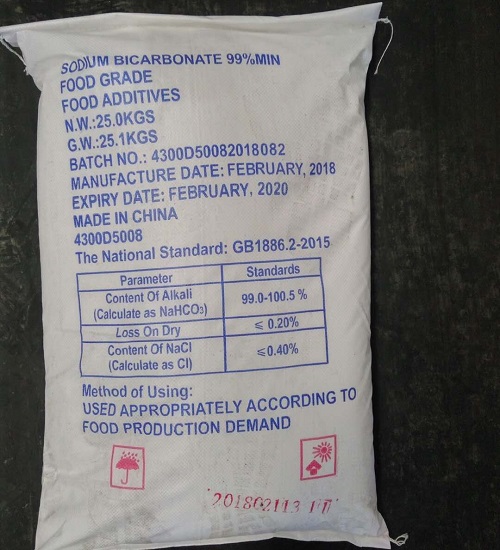 SODIUM BICARBONATE 99%MIN
FOOD GRADE
FOOD ADDITIVES
N.W.:25.0KGS
G.W.:25.1KGS
BATCH NO.: 4300D50082018082
MANUFACTURE DATE: FEBRUARY, 2018
EXPIRY DATE: FEBRUARY, 2020
MADE IN CHINA
4300D5008
The National Standard: GB1886.2-2015
Parameter Standards
Content Of Alkali
(Calculate as NaHCO₃) 99.0-100.5 %
Loss On Dry ⩽ 0.20%
Content Of NaCl
(Calculate as Cl) ⩽0.40%
Method of Using:
USED APPROPRIATELY ACCORDING TO
FOOD PRODUCTION DEMAND